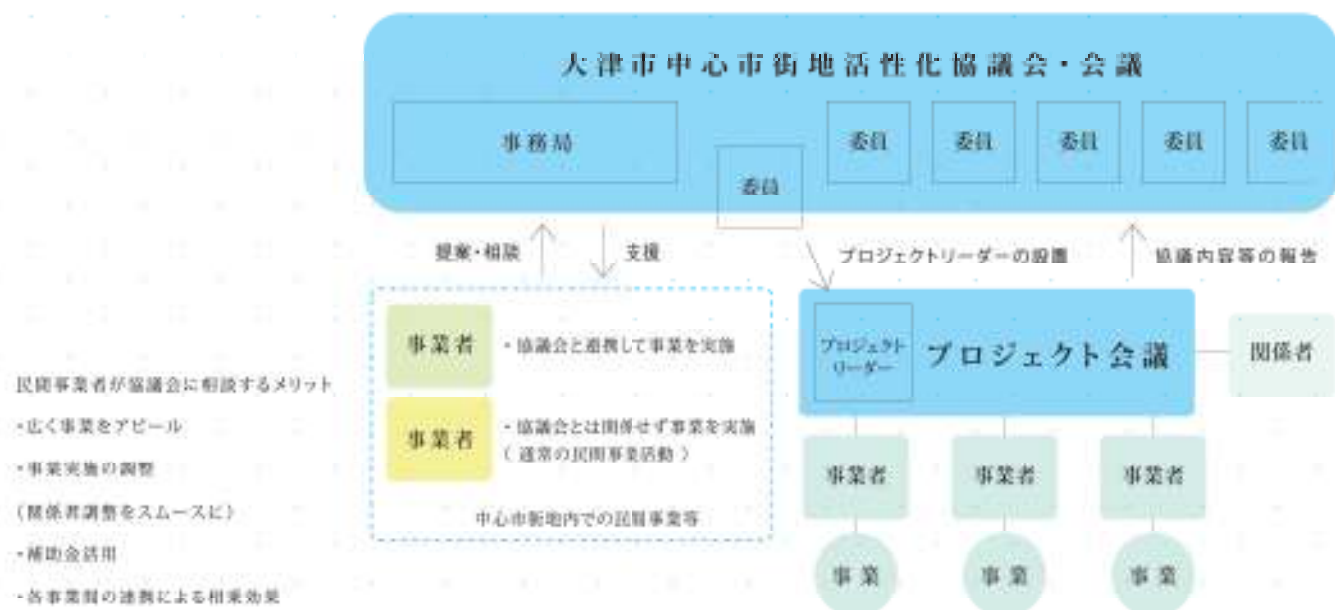 大津市中心市街地活性化協議会・会議
事務局
委員
委員
委員
委員
委員
委員
提案・相談
支援
プロジェクトリーダーの設置
協議内容等の報告
事業者
・協議会と連携して事業を実施
事業者
・協議会とは関係せず事業を実施
（通常の民間事業活動）
中心市街地内での民間事業等
プロジェクト
リーダー
プロジェクト会議
関係者
事業者
事業者
事業者
事業
事業
事業
民間事業者が協議会に相談するメリット
・広く事業をアピール
・事業実施の調整
（関係者調整をスムースに）
・補助金活用
・各事業間の連携による相乗効果